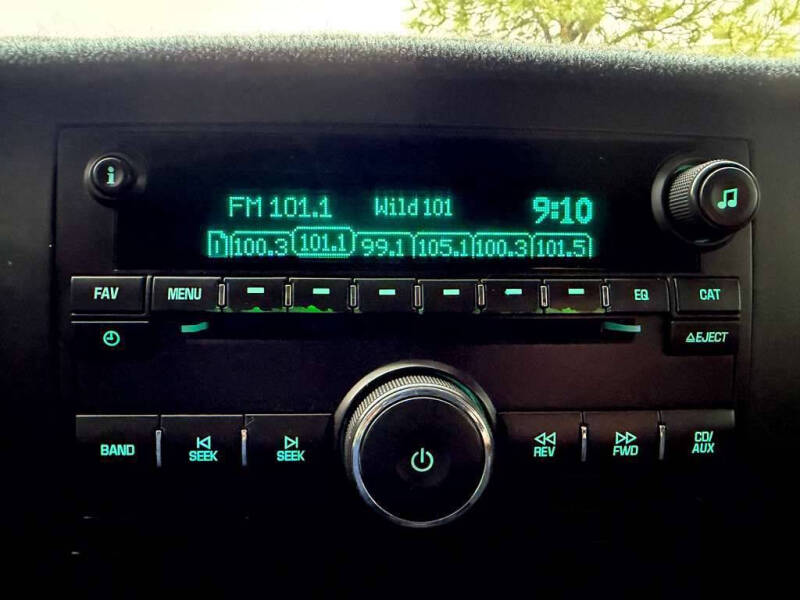 i
FM 101.1 Wild 101 9:10
1 100.3 101.1 99.1 105.1 100.3 101.5
FAV MENU EQ CAT
EJECT
BAND SEEK SEEK REV FWD CD/
AUX